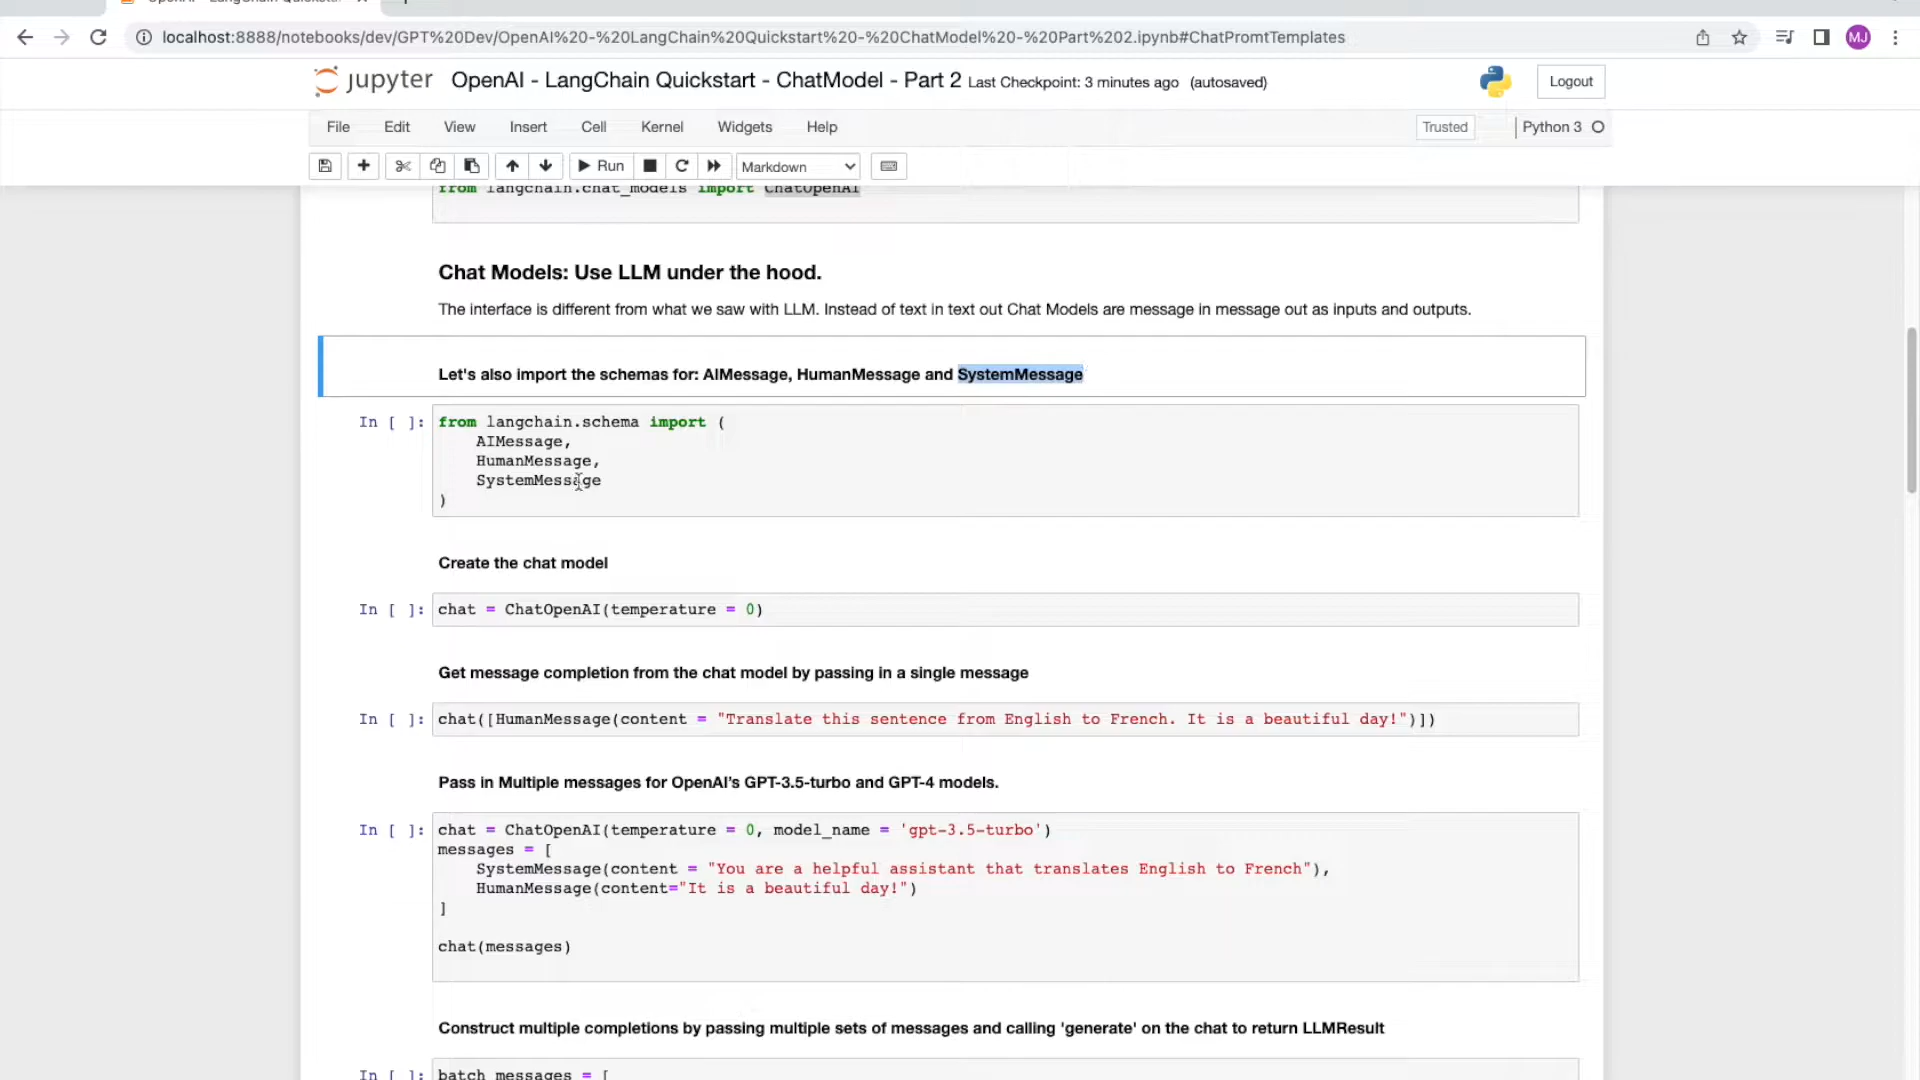 localhost:8888/notebooks/dev/GPT%20Dev/OpenAI%20-%20LangChain%20Quickstart%20-%20ChatModel%20-%20Part%202.ipynb#ChatPromtTemplates
MJ
jupyter OpenAI - LangChain Quickstart - ChatModel - Part 2 Last Checkpoint: 3 minutes ago (autosaved)
Logout
File Edit View Insert Cell Kernel Widgets Help
Trusted
Python 3
Run
Markdown
from langchain.chat_models import ChatOpenAI
Chat Models: Use LLM under the hood.
The interface is different from what we saw with LLM. Instead of text in text out Chat Models are message in message out as inputs and outputs.
Let's also import the schemas for: AIMessage, HumanMessage and SystemMessage
In [ ]: from langchain.schema import (
AIMessage,
HumanMessage,
SystemMessage
)
Create the chat model
In [ ]: chat = ChatOpenAI(temperature = 0)
Get message completion from the chat model by passing in a single message
In [ ]: chat([HumanMessage(content = "Translate this sentence from English to French. It is a beautiful day!")])
Pass in Multiple messages for OpenAI's GPT-3.5-turbo and GPT-4 models.
In [ ]: chat = ChatOpenAI(temperature = 0, model_name = 'gpt-3.5-turbo')
messages = [
SystemMessage(content = "You are a helpful assistant that translates English to French"),
HumanMessage(content="It is a beautiful day!")
]
chat(messages)
Construct multiple completions by passing multiple sets of messages and calling 'generate' on the chat to return LLMResult
In [ ]: batch_messages = [